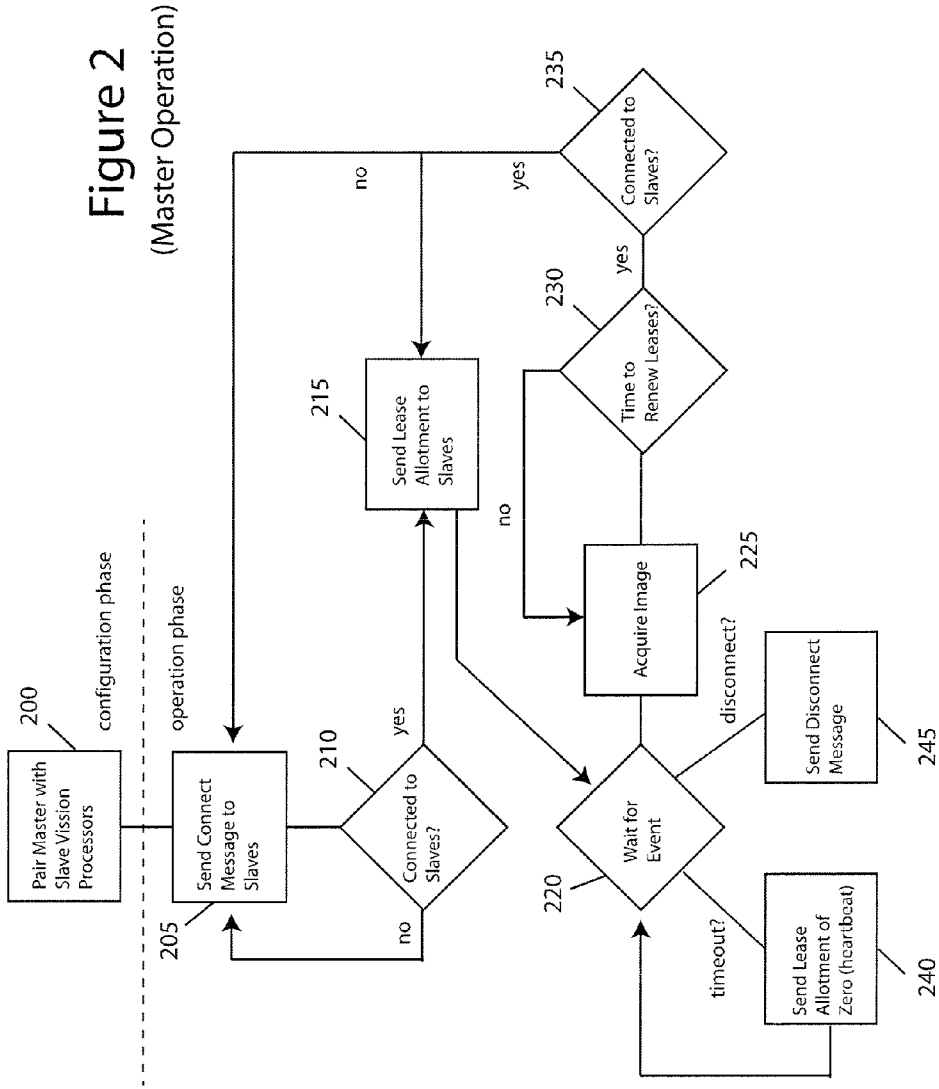 Figure 2
(Master Operation)
200
Pair Master with
Slave Vission
Processors
configuration phase
operation phase
Send Connect
Message to
Slaves
205
210
Connected to
Slaves?
no
yes
215
Send Lease
Allotment to
Slaves
no
yes
235
Connected to
Slaves?
yes
230
Time to
Renew Leases?
no
Acquire Image
225
Wait for
Event
220
disconnect?
Send Disconnect
Message
245
timeout?
Send Lease
Allotment of
Zero (heartbeat)
240